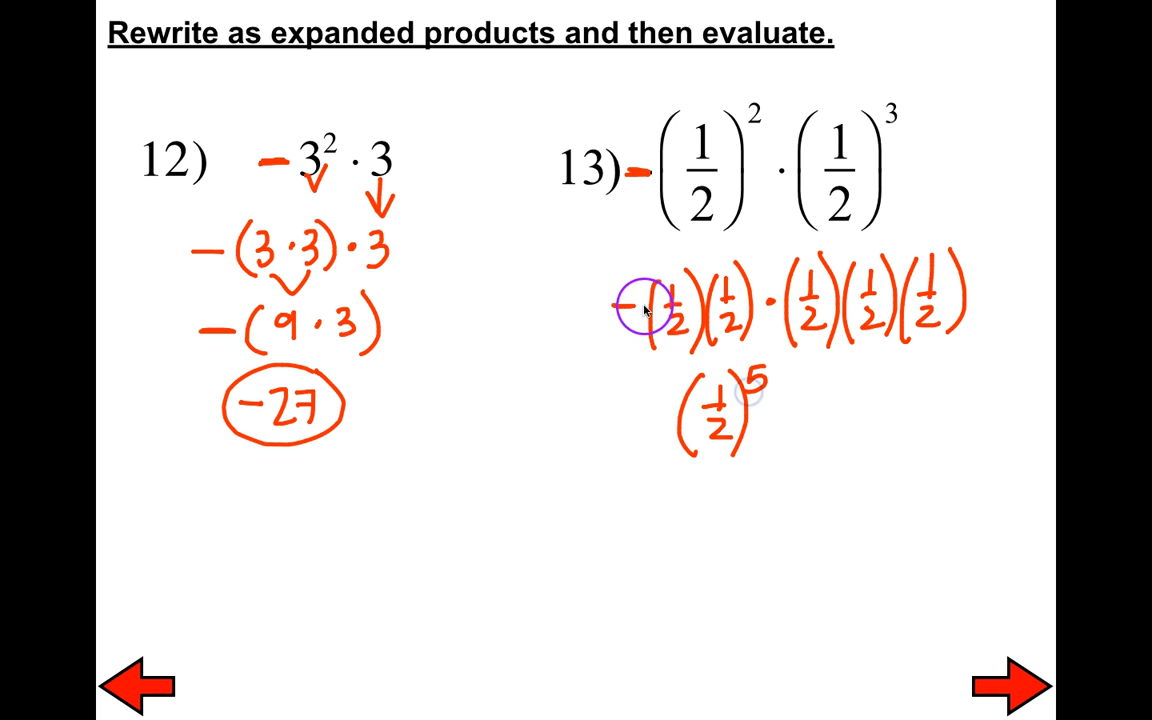 Rewrite as expanded products and then evaluate.
12) -3² · 3
-(3 · 3) · 3
-(9 · 3)
-27
13) -(1/2)² · (1/2)³
-(1/2)(1/2) · (1/2)(1/2)(1/2)
(1/2)⁵